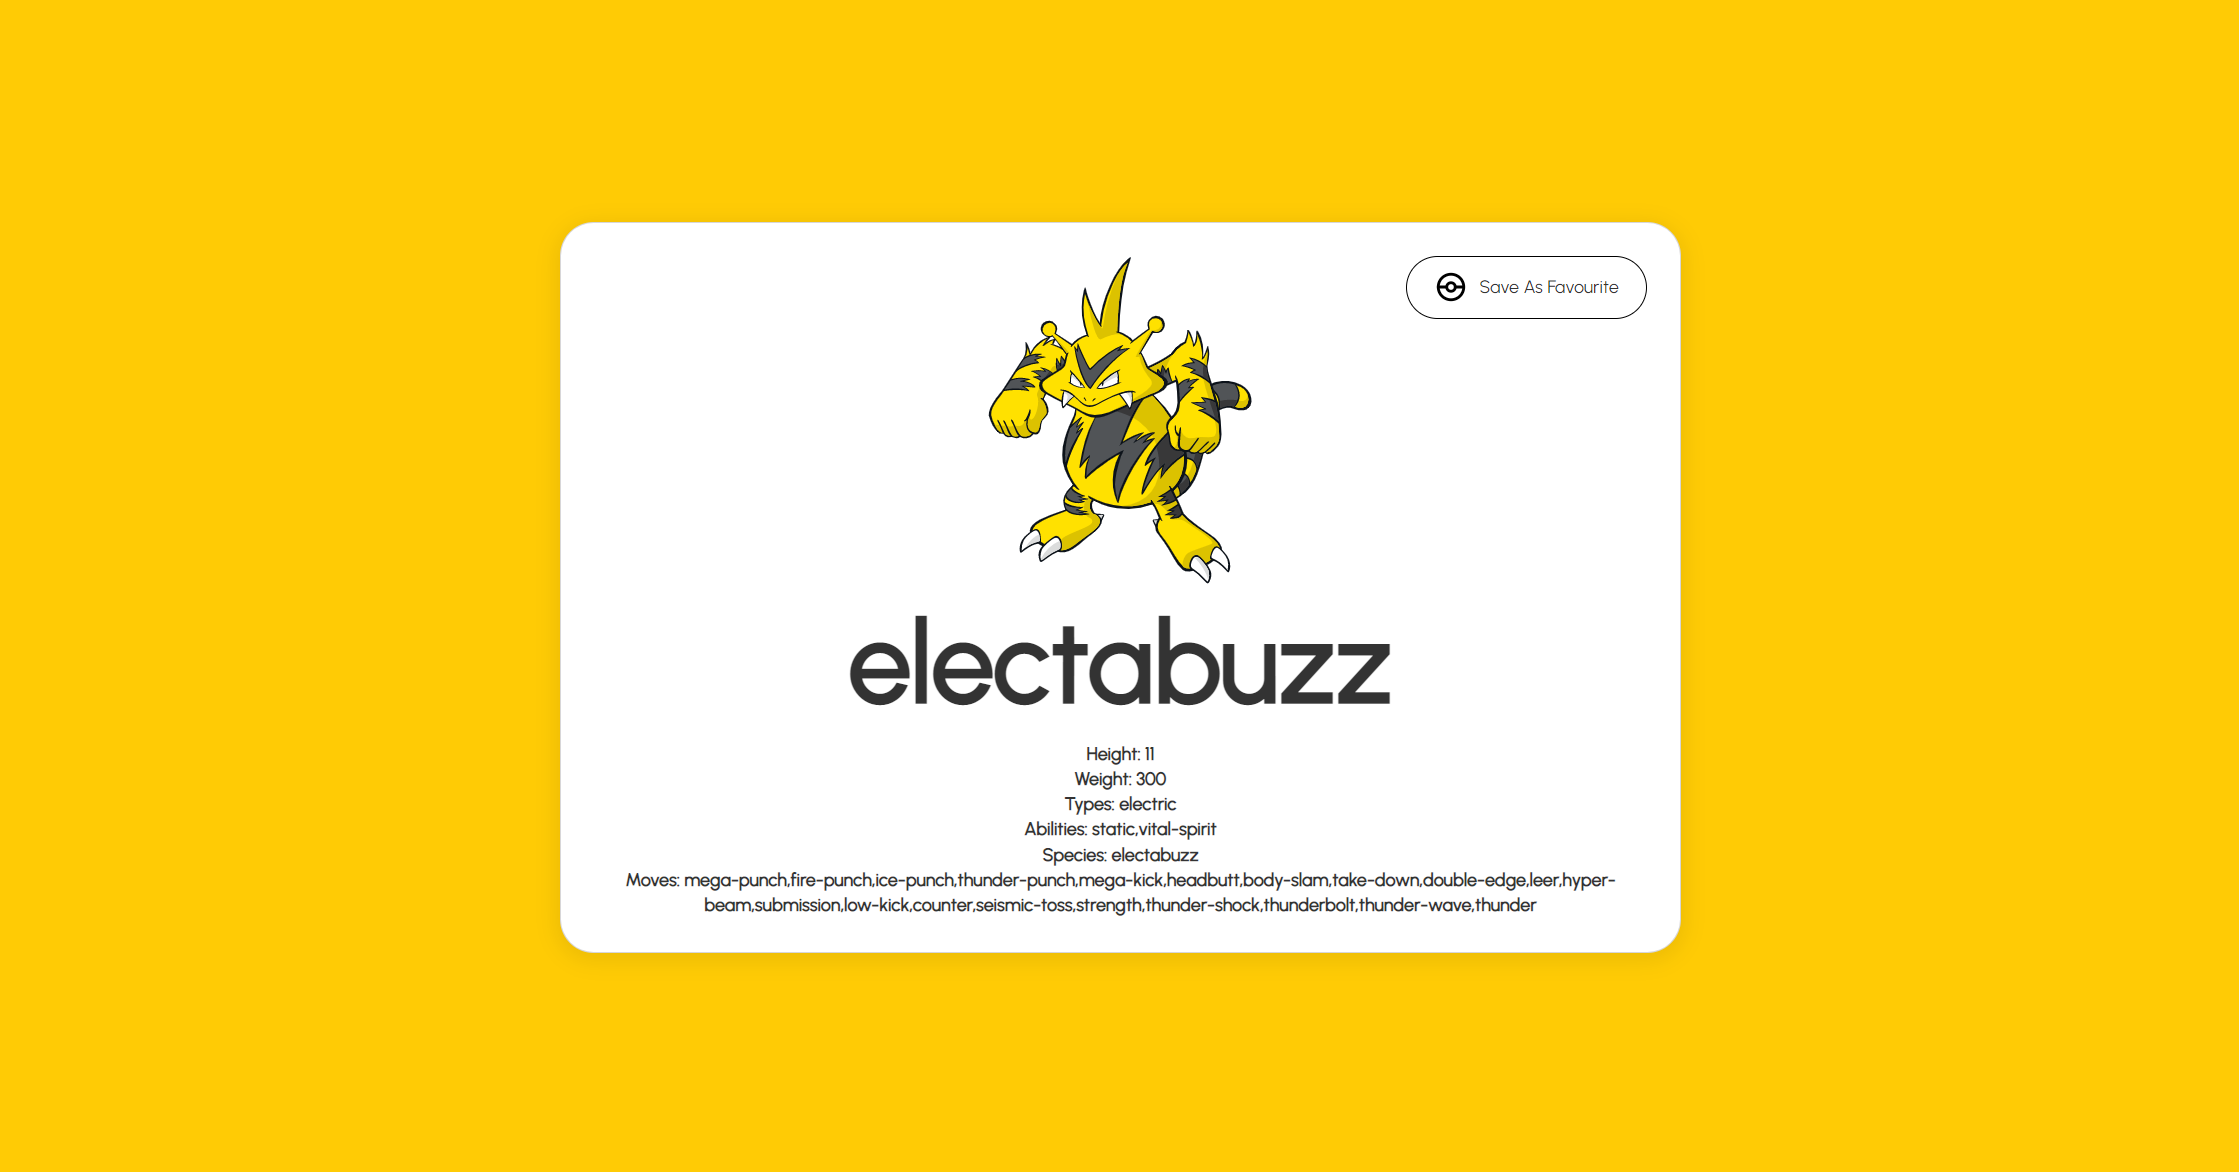 Save As Favourite
electabuzz
Height: 11
Weight: 300
Types: electric
Abilities: static,vital-spirit
Species: electabuzz
Moves: mega-punch,fire-punch,ice-punch,thunder-punch,mega-kick,headbutt,body-slam,take-down,double-edge,leer,hyper-
beam,submission,low-kick,counter,seismic-toss,strength,thunder-shock,thunderbolt,thunder-wave,thunder